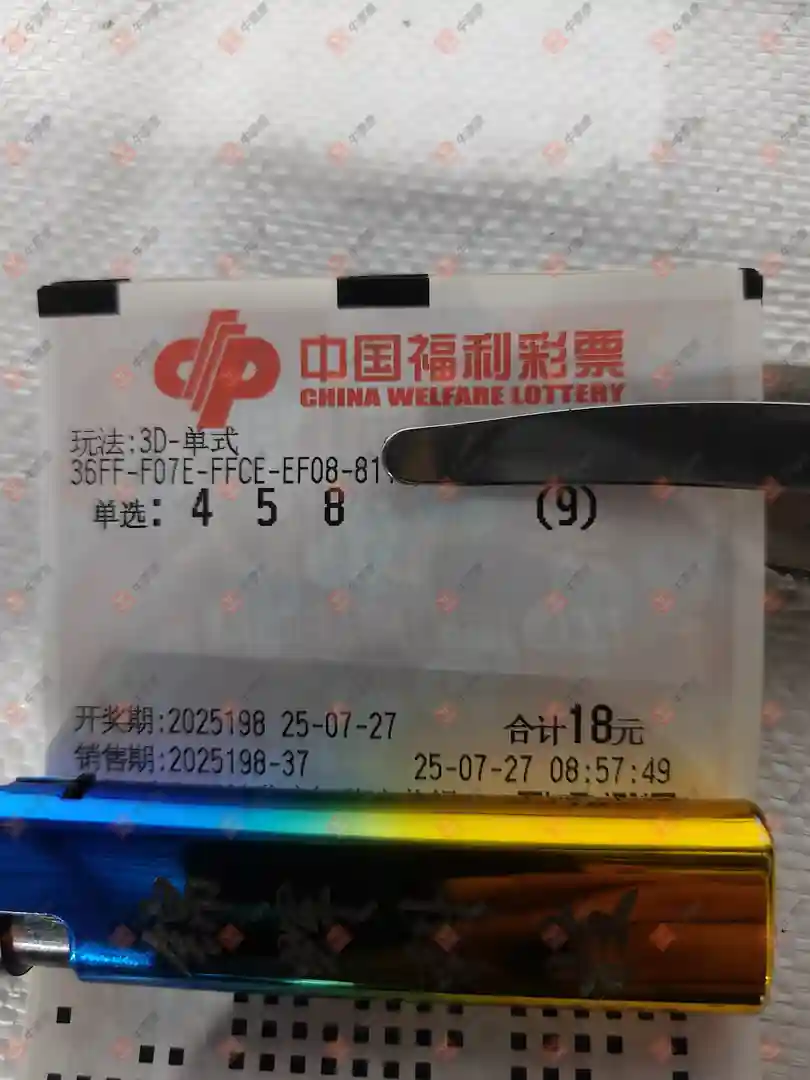 中国福利彩票
CHINA WELFARE LOTTERY
玩法:3D-单式
36FF-F07E-FFCE-EF08-81
单选: 4 5 8 (9)
开奖期:2025198 25-07-27 合计18元
销售期:2025198-37 25-07-27 08:57:49